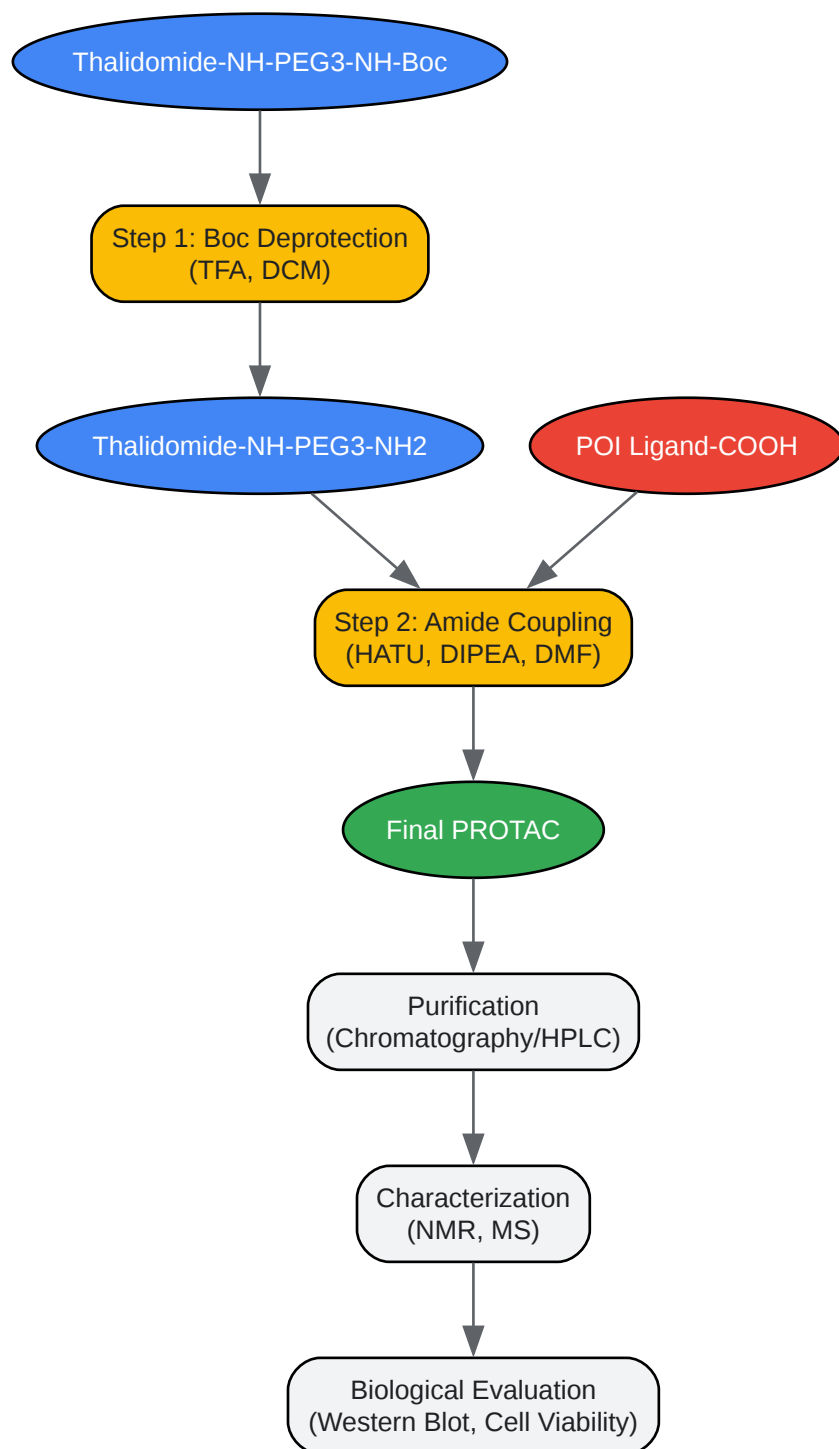 Thalidomide-NH-PEG3-NH-Boc
Step 1: Boc Deprotection
(TFA, DCM)
Thalidomide-NH-PEG3-NH2
POI Ligand-COOH
Step 2: Amide Coupling
(HATU, DIPEA, DMF)
Final PROTAC
Purification
(Chromatography/HPLC)
Characterization
(NMR, MS)
Biological Evaluation
(Western Blot, Cell Viability)